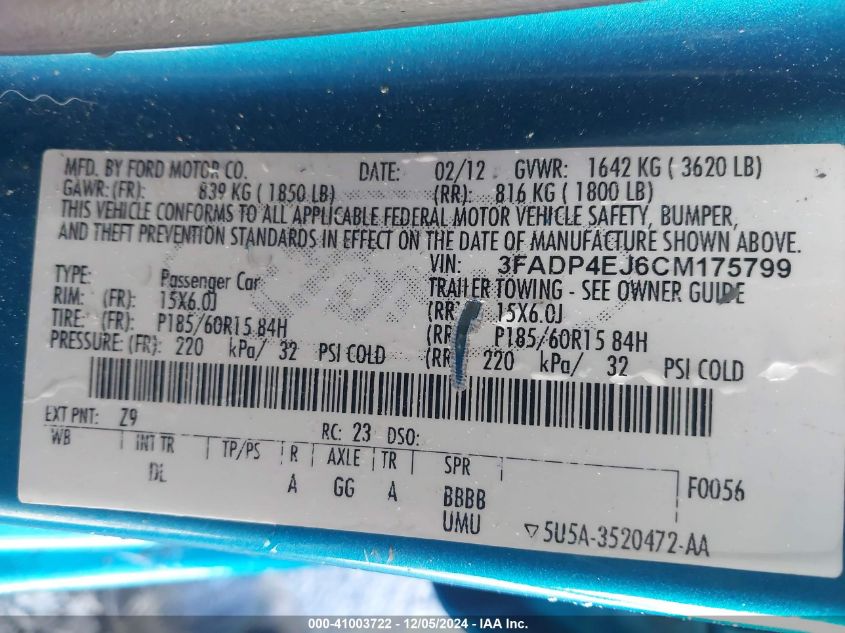 MFD. BY FORD MOTOR CO. DATE: 02/12 GVWR: 1642 KG ( 3620 LB)
GAWR: (FR): 839 KG ( 1850 LB) (RR): 816 KG ( 1800 LB)
THIS VEHICLE CONFORMS TO ALL APPLICABLE FEDERAL MOTOR VEHICLE SAFETY, BUMPER,
AND THEFT PREVENTION STANDARDS IN EFFECT ON THE DATE OF MANUFACTURE SHOWN ABOVE.
VIN: 3FADP4EJ6CM175799
TYPE: Passenger Car TRAILER TOWING - SEE OWNER GUIDE
RIM: (FR): 15X6.0J (RR 15X6.0J
TIRE: (FR): P185/60R15 84H (RR P185/60R15 84H
PRESSURE: (FR): 220 kPa/ 32 PSI COLD (RR 220 kPa/ 32 PSI COLD
EXT PNT: Z9 RC: 23 DSO:
WB INT TR TP/PS R AXLE TR SPR
DL A GG A BBBB F0056
UMU ▽5U5A-3520472-AA
000-41003722 - 12/05/2024 - IAA Inc.